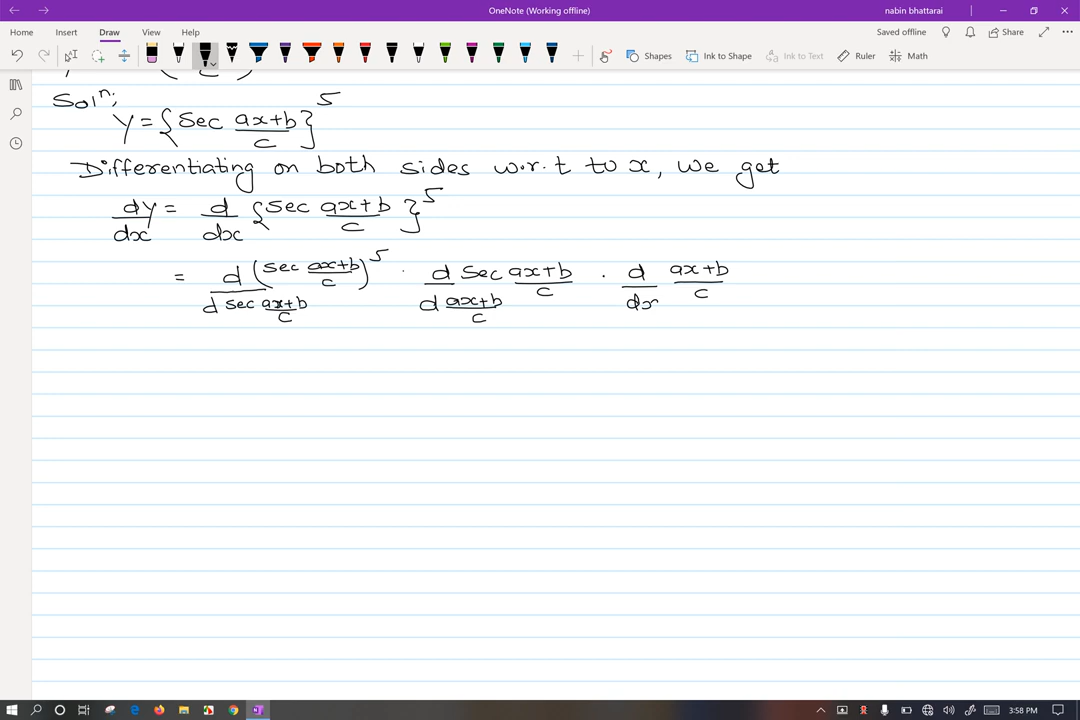 OneNote (Working offline)
nabin bhattarai
Home Insert Draw View Help
Saved offline
Share
Shapes Ink to Shape Ink to Text Ruler Math
Solⁿ;
y = {sec (ax+b)/c}^5
Differentiating on both sides w.r.t to x, we get
dy/dx = d/dx {sec (ax+b)/c}^5
= d (sec (ax+b)/c)^5 / d sec (ax+b)/c · d sec (ax+b)/c / d (ax+b)/c · d/dx (ax+b)/c
3:58 PM